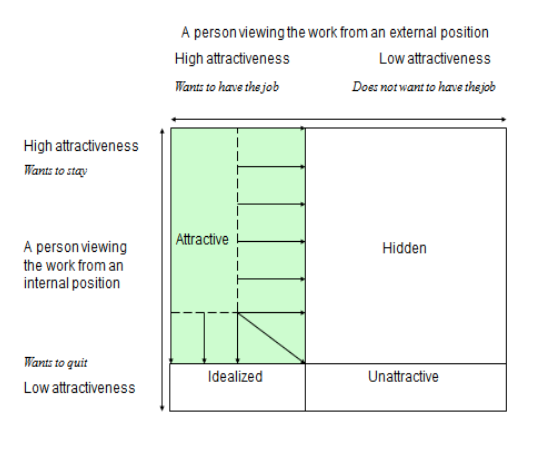 A person viewing the work from an external position
High attractiveness
Low attractiveness
Wants to have the job
Does not want to have the job
High attractiveness
Wants to stay
Attractive
Hidden
A person viewing
the work from an
internal position
Wants to quit
Low attractiveness
Idealized
Unattractive